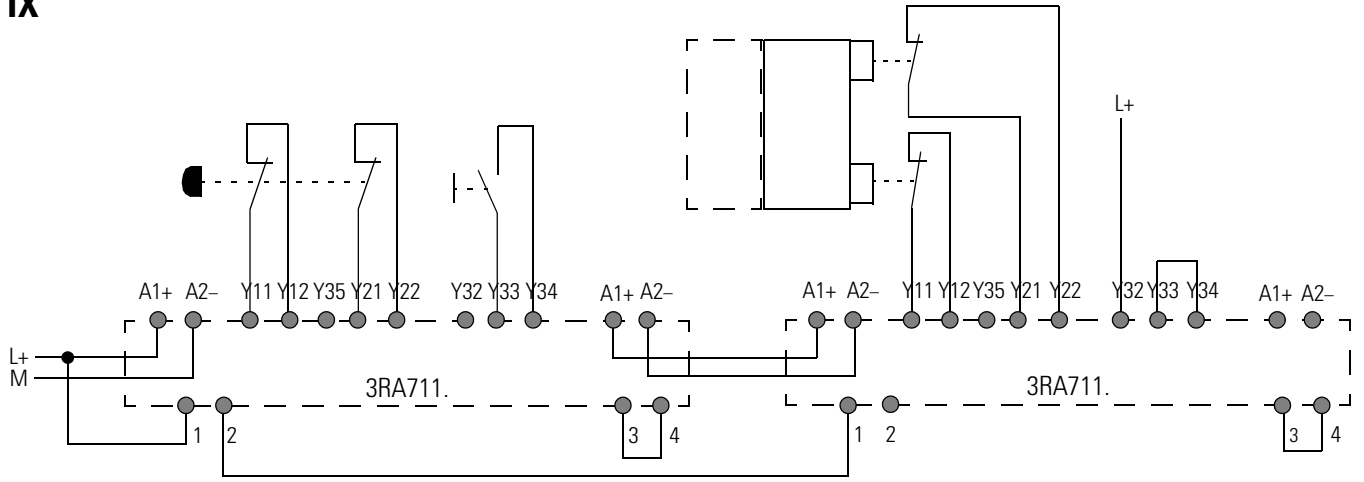 IX
L+
A1+ A2– Y11 Y12 Y35 Y21 Y22 Y32 Y33 Y34 A1+ A2– A1+ A2– Y11 Y12 Y35 Y21 Y22 Y32 Y33 Y34 A1+ A2–
L+
M
3RA711. 3RA711.
1 2 3 4 1 2 3 4